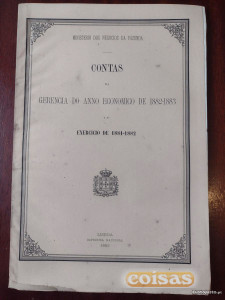 MINISTERIO DOS NEGOCIOS DA FAZENDA
CONTAS
DA
GERENCIA DO ANNO ECONOMICO DE 1882-1883
E DO
EXERCICIO DE 1881-1882
LISBOA
IMPRENSA NACIONAL
coisas